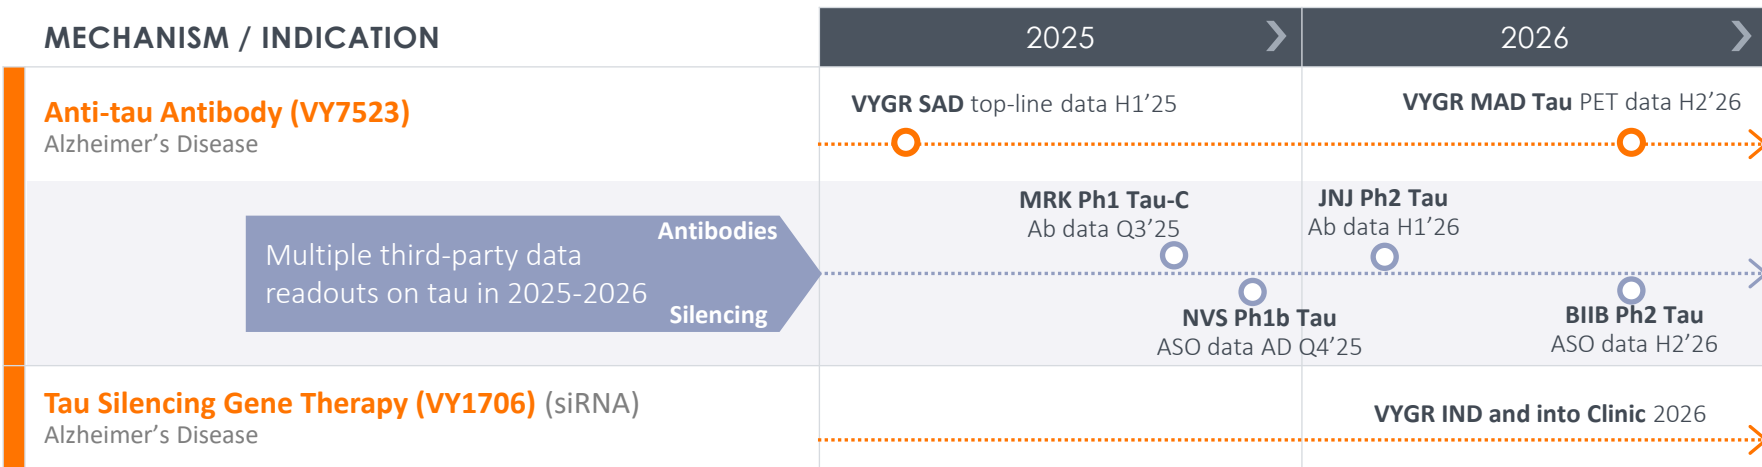 MECHANISM / INDICATION
2025
2026
Anti-tau Antibody (VY7523)
Alzheimer’s Disease
VYGR SAD top-line data H1’25
VYGR MAD Tau PET data H2’26
Multiple third-party data
readouts on tau in 2025-2026
Antibodies
Silencing
MRK Ph1 Tau-C
Ab data Q3’25
JNJ Ph2 Tau
Ab data H1’26
NVS Ph1b Tau
ASO data AD Q4’25
BIIB Ph2 Tau
ASO data H2’26
Tau Silencing Gene Therapy (VY1706) (siRNA)
Alzheimer’s Disease
VYGR IND and into Clinic 2026